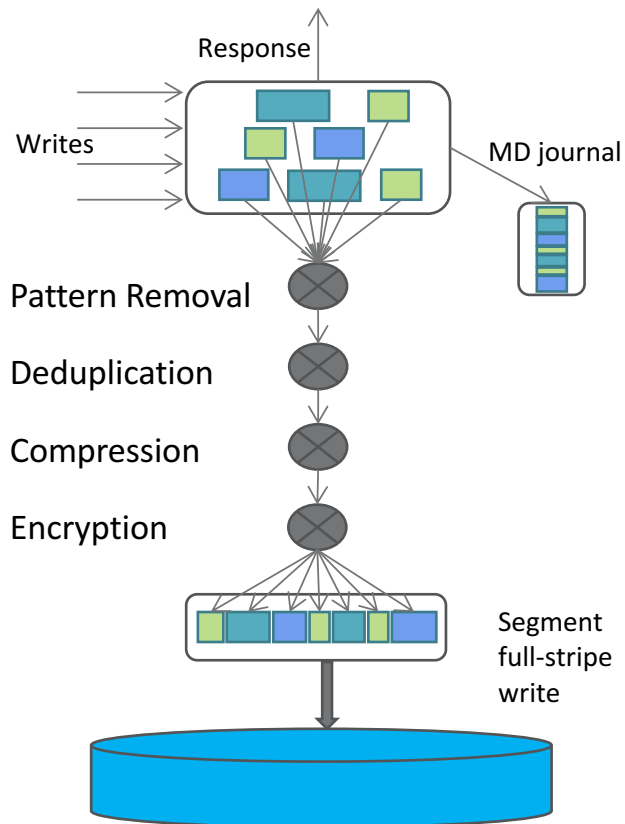 Response
Writes
MD journal
Pattern Removal
Deduplication
Compression
Encryption
Segment
full-stripe
write